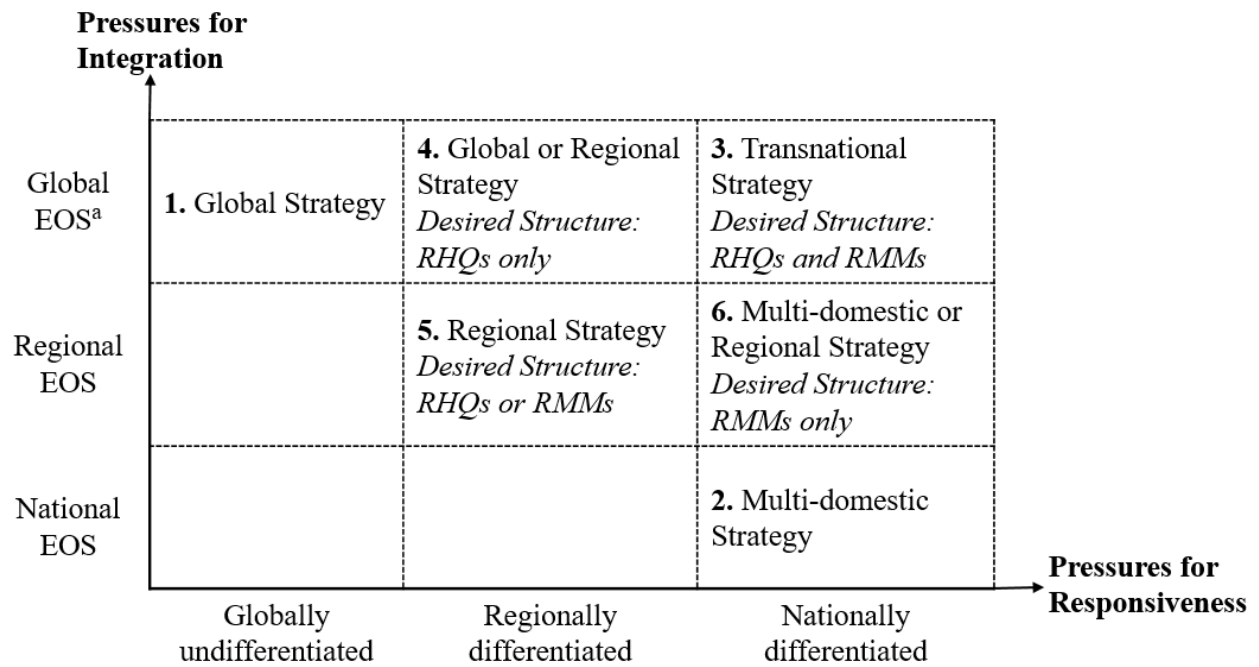 Pressures for
Integration
Global
EOSa
1. Global Strategy
4. Global or Regional
Strategy
Desired Structure:
RHQs only
3. Transnational
Strategy
Desired Structure:
RHQs and RMMs
Regional
EOS
5. Regional Strategy
Desired Structure:
RHQs or RMMs
6. Multi-domestic or
Regional Strategy
Desired Structure:
RMMs only
National
EOS
2. Multi-domestic
Strategy
Pressures for
Responsiveness
Globally
undifferentiated
Regionally
differentiated
Nationally
differentiated